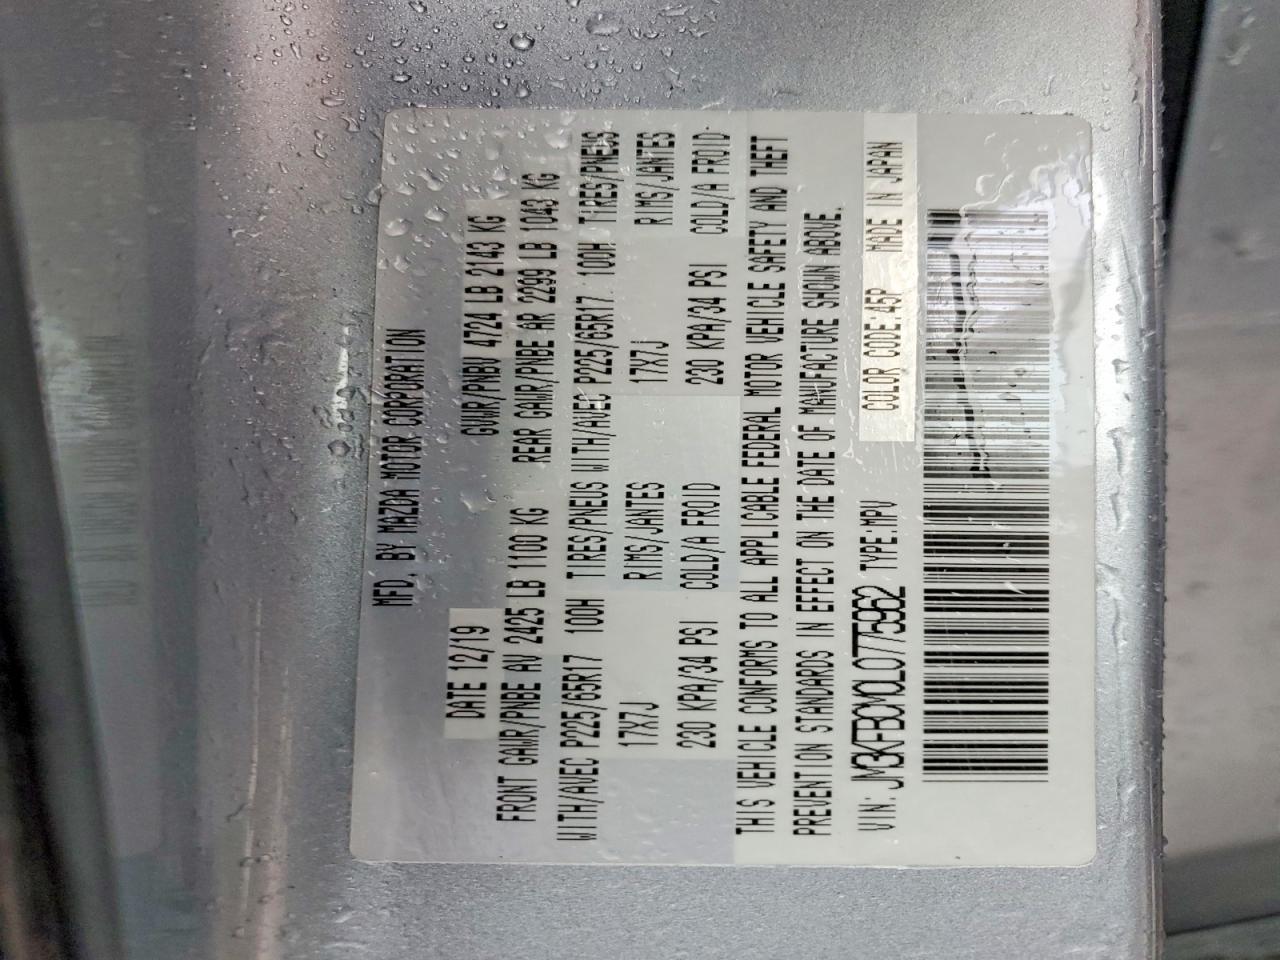 MFD. BY MAZDA MOTOR CORPORATION
DATE 12/19 GVWR/PNBV 4724 LB 2143 KG
FRONT GAWR/PNBE AV 2425 LB 1100 KG REAR GAWR/PNBE AR 2299 LB 1043 KG
WITH/AVEC P225/65R17 100H TIRES/PNEUS WITH/AVEC P225/65R17 100H TIRES/PNEUS
17X7J RIMS/JANTES 17X7J RIMS/JANTES
230 KPA/34 PSI COLD/A FROID 230 KPA/34 PSI COLD/A FROID
THIS VEHICLE CONFORMS TO ALL APPLICABLE FEDERAL MOTOR VEHICLE SAFETY AND THEFT
PREVENTION STANDARDS IN EFFECT ON THE DATE OF MANUFACTURE SHOWN ABOVE.
VIN: JM3KFBCYXL0775962 TYPE:MPV COLOR CODE:45P MADE IN JAPAN